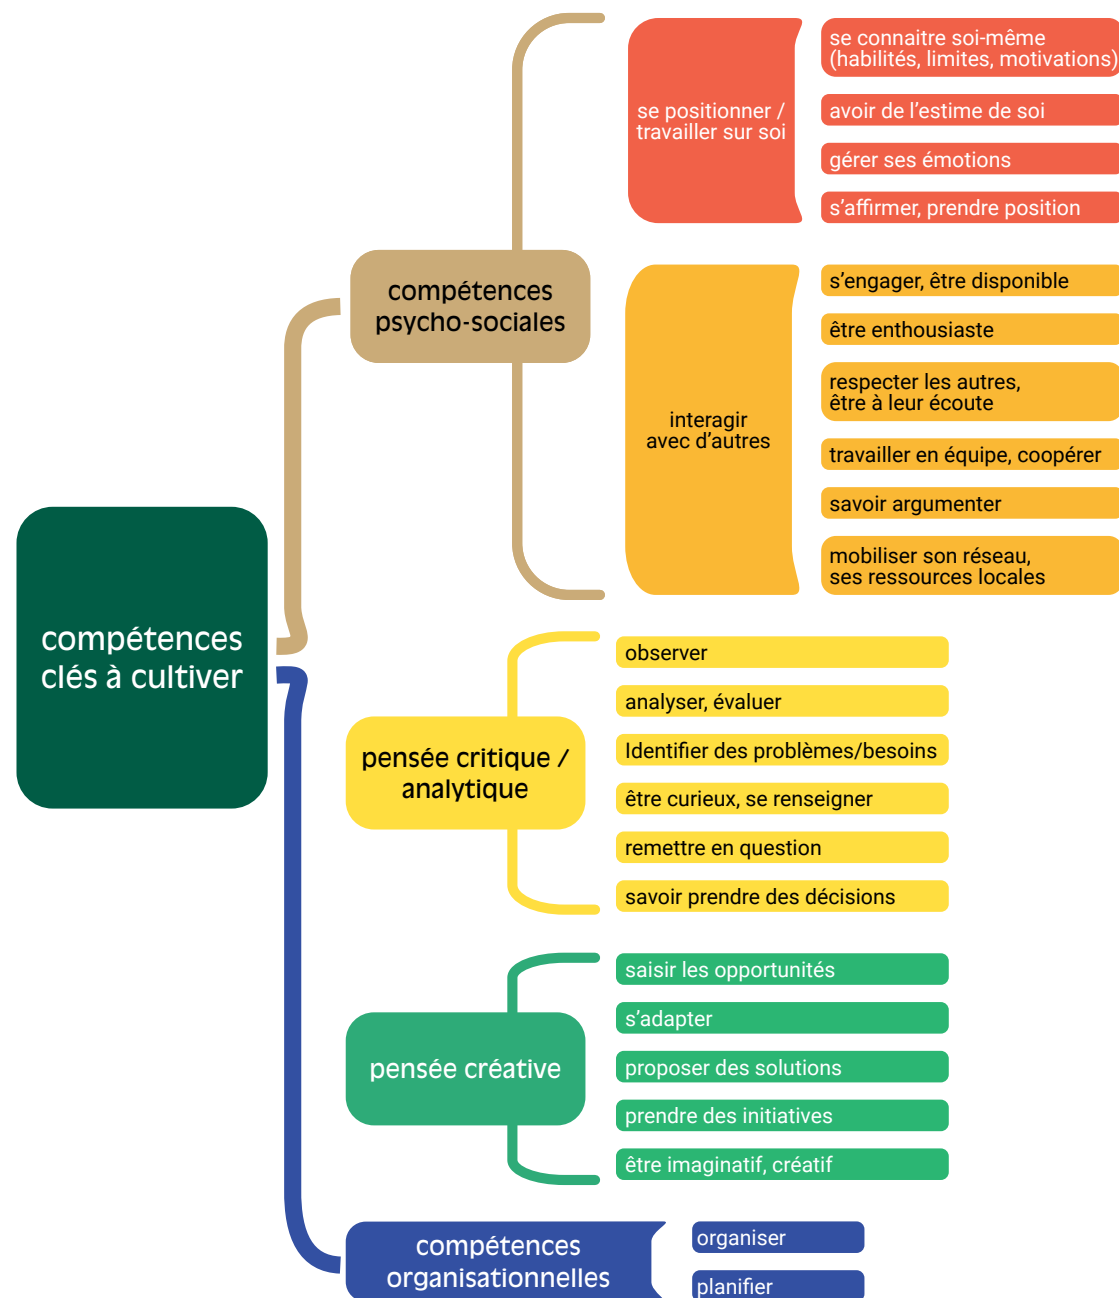 compétences
clés à cultiver
compétences
psycho-sociales
se positionner /
travailler sur soi
se connaitre soi-même
(habilités, limites, motivations)
avoir de l’estime de soi
gérer ses émotions
s’affirmer, prendre position
interagir
avec d’autres
s’engager, être disponible
être enthousiaste
respecter les autres,
être à leur écoute
travailler en équipe, coopérer
savoir argumenter
mobiliser son réseau,
ses ressources locales
pensée critique /
analytique
observer
analyser, évaluer
Identifier des problèmes/besoins
être curieux, se renseigner
remettre en question
savoir prendre des décisions
pensée créative
saisir les opportunités
s’adapter
proposer des solutions
prendre des initiatives
être imaginatif, créatif
compétences
organisationnelles
organiser
planifier